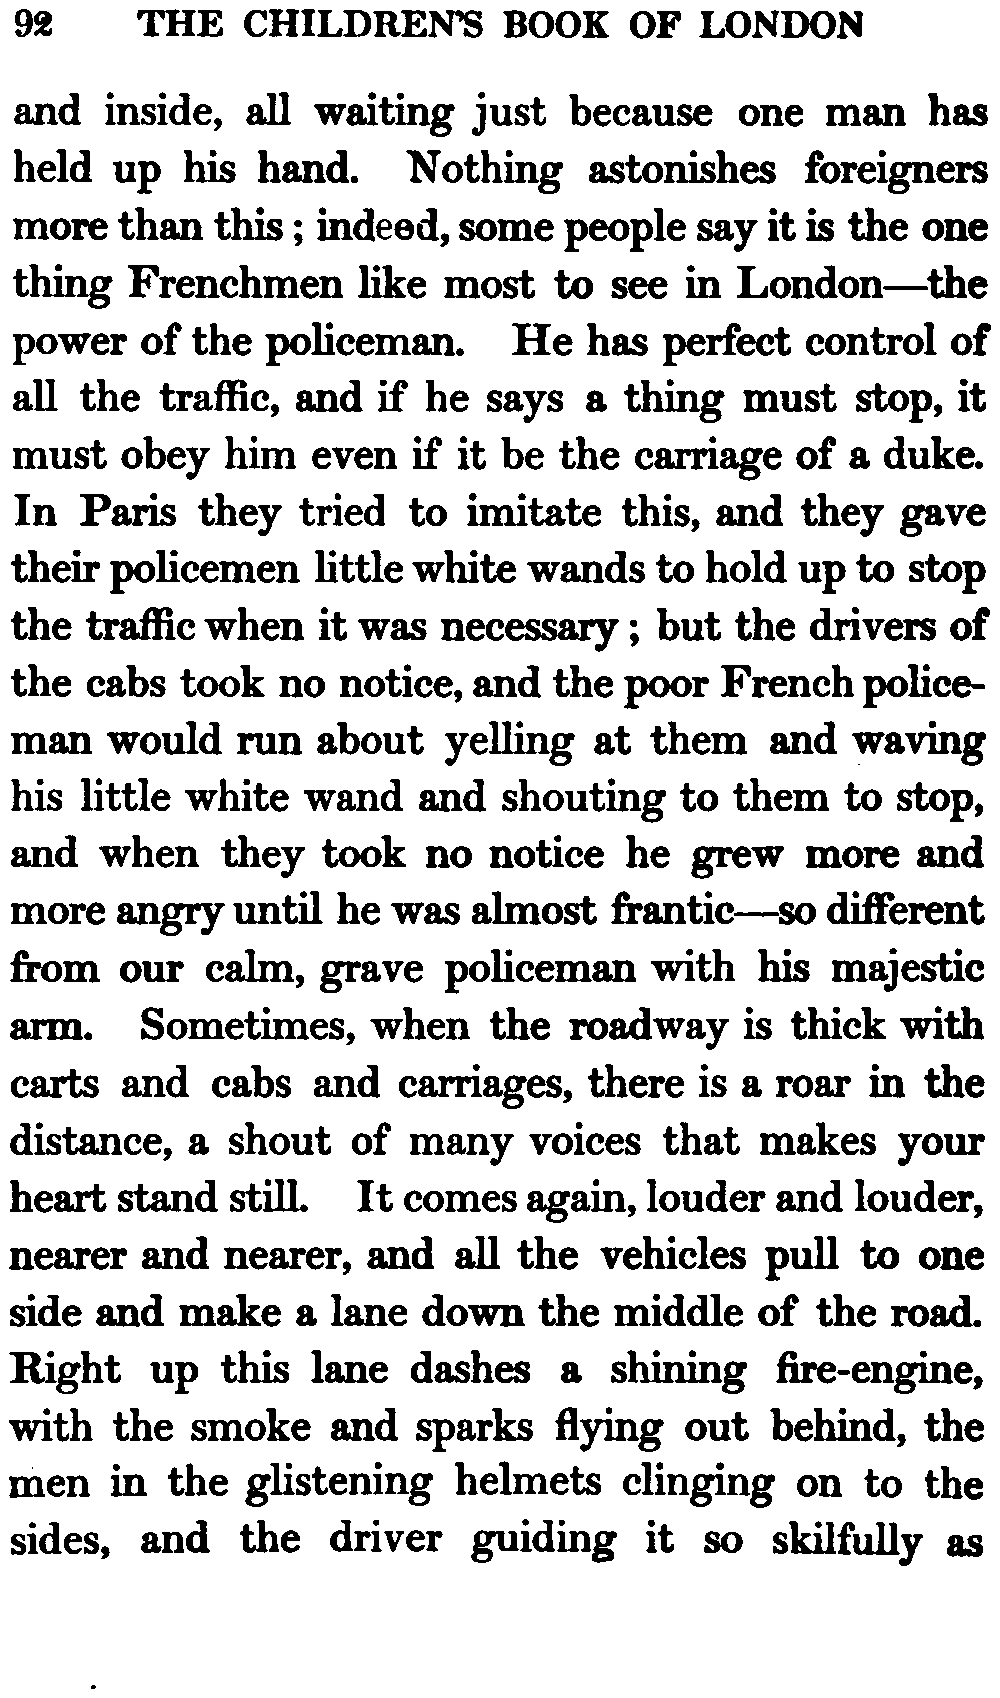 92 THE CHILDREN'S BOOK OF LONDON
and inside, all waiting just because one man has
held up his hand. Nothing astonishes foreigners
more than this ; indeed, some people say it is the one
thing Frenchmen like most to see in London—the
power of the policeman. He has perfect control of
all the traffic, and if he says a thing must stop, it
must obey him even if it be the carriage of a duke.
In Paris they tried to imitate this, and they gave
their policemen little white wands to hold up to stop
the traffic when it was necessary ; but the drivers of
the cabs took no notice, and the poor French police-
man would run about yelling at them and waving
his little white wand and shouting to them to stop,
and when they took no notice he grew more and
more angry until he was almost frantic—so different
from our calm, grave policeman with his majestic
arm. Sometimes, when the roadway is thick with
carts and cabs and carriages, there is a roar in the
distance, a shout of many voices that makes your
heart stand still. It comes again, louder and louder,
nearer and nearer, and all the vehicles pull to one
side and make a lane down the middle of the road.
Right up this lane dashes a shining fire-engine,
with the smoke and sparks flying out behind, the
men in the glistening helmets clinging on to the
sides, and the driver guiding it so skilfully as